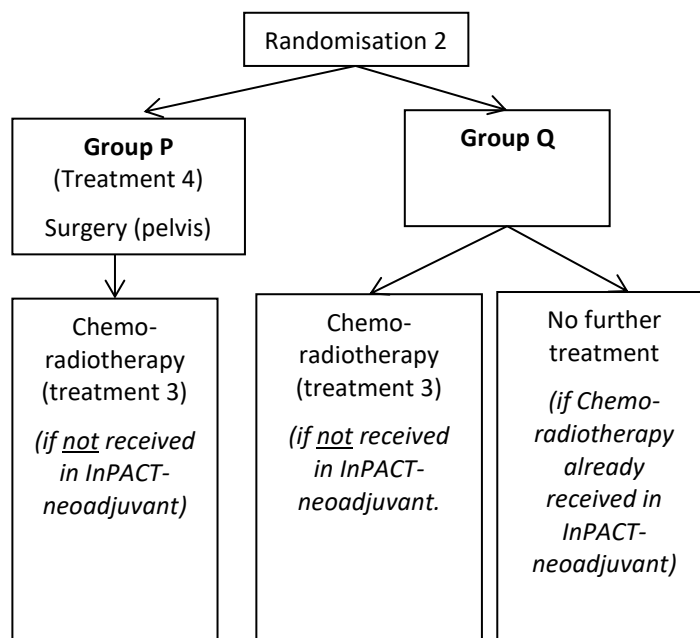 Randomisation 2
Group P
(Treatment 4)
Surgery (pelvis)
Group Q
Chemo-
radiotherapy
(treatment 3)
(if not received
in InPACT-
neoadjuvant)
Chemo-
radiotherapy
(treatment 3)
(if not received
in InPACT-
neoadjuvant.
No further
treatment
(if Chemo-
radiotherapy
already
received in
InPACT-
neoadjuvant)